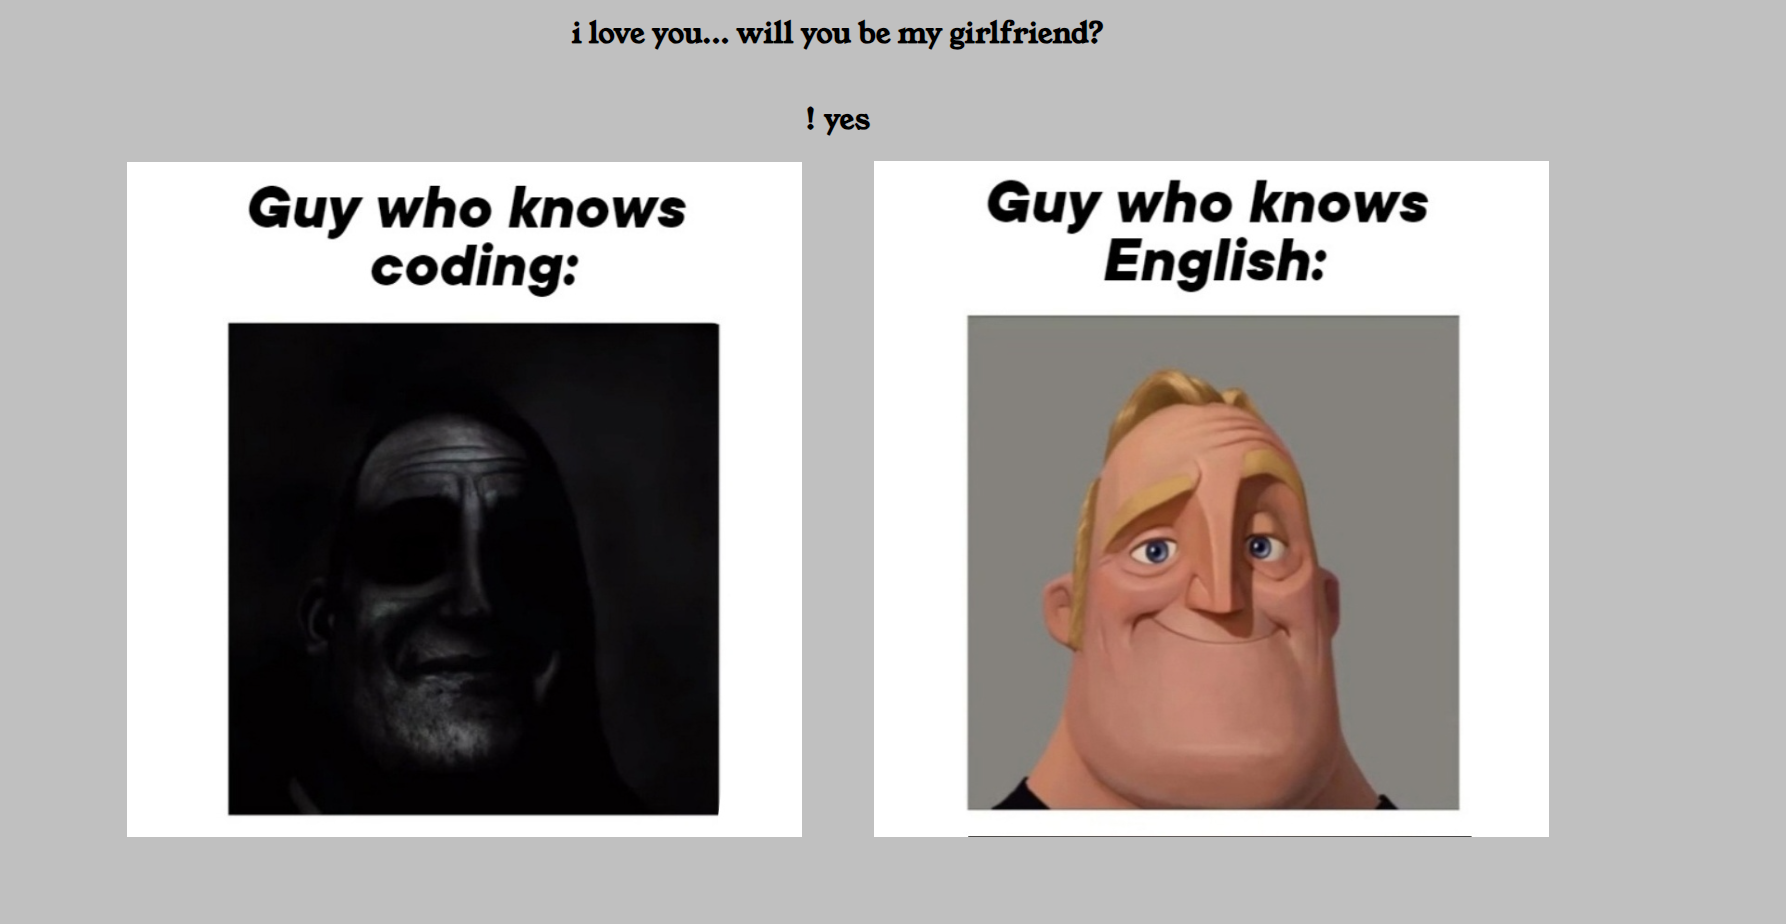 i love you... will you be my girlfriend?
! yes
Guy who knows
coding:
Guy who knows
English: